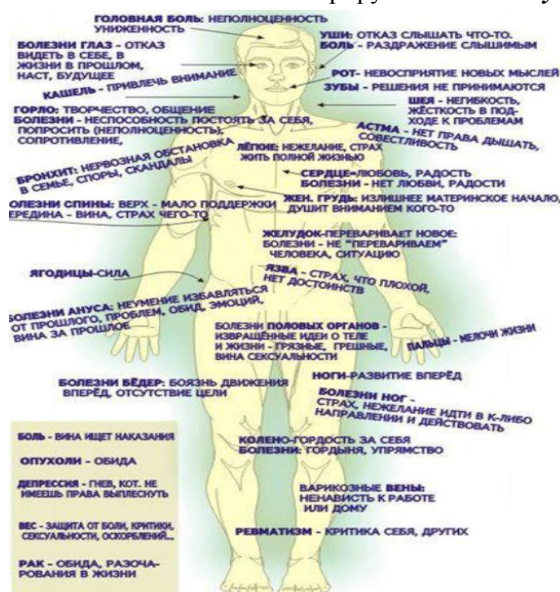 ГОЛОВНАЯ БОЛЬ: НЕПОЛНОЦЕННОСТЬ
УНИЖЕННОСТЬ
УШИ: ОТКАЗ СЛЫШАТЬ ЧТО-ТО.
БОЛЬ - РАЗДРАЖЕНИЕ СЛЫШИМЫМ
БОЛЕЗНИ ГЛАЗ - ОТКАЗ
ВИДЕТЬ В СЕБЕ, В
ЖИЗНИ В ПРОШЛОМ,
НАСТ, БУДУЩЕЕ
РОТ- НЕВОСПРИЯТИЕ НОВЫХ МЫСЛЕЙ
ЗУБЫ - РЕШЕНИЯ НЕ ПРИНИМАЮТСЯ
КАШЕЛЬ - ПРИВЛЕЧЬ ВНИМАНИЕ
ШЕЯ - НЕГИБКОСТЬ,
ЖЁСТКОСТЬ В ПОД-
ХОДЕ К ПРОБЛЕМАМ
ГОРЛО: ТВОРЧЕСТВО, ОБЩЕНИЕ
БОЛЕЗНИ - НЕСПОСОБНОСТЬ ПОСТОЯТЬ ЗА СЕБЯ,
ПОПРОСИТЬ (НЕПОЛНОЦЕННОСТЬ),
СОПРОТИВЛЕНИЕ,
АСТМА - НЕТ ПРАВА ДЫШАТЬ,
СОВЕСТЛИВОСТЬ
ЛЁГКИЕ: НЕЖЕЛАНИЕ, СТРАХ
ЖИТЬ ПОЛНОЙ ЖИЗНЬЮ
БРОНХИТ: НЕРВОЗНАЯ ОБСТАНОВКА
В СЕМЬЕ, СПОРЫ, СКАНДАЛЫ
СЕРДЦЕ=ЛЮБОВЬ, РАДОСТЬ
БОЛЕЗНИ - НЕТ ЛЮБВИ, РАДОСТИ
ОЛЕЗНИ СПИНЫ: ВЕРХ - МАЛО ПОДДЕРЖКИ
ЕРЕДИНА - ВИНА, СТРАХ ЧЕГО-ТО
ЖЕН. ГРУДЬ: ИЗЛИШНЕЕ МАТЕРИНСКОЕ НАЧАЛО,
ДУШИТ ВНИМАНИЕМ КОГО-ТО
ЖЕЛУДОК-ПЕРЕВАРИВАЕТ НОВОЕ:
БОЛЕЗНИ - НЕ "ПЕРЕВАРИВАЕМ"
ЧЕЛОВЕКА, СИТУАЦИЮ
ЯГОДИЦЫ-СИЛА
ЯЗВА - СТРАХ, ЧТО ПЛОХОЙ,
НЕТ ДОСТОИНСТВ
БОЛЕЗНИ АНУСА: НЕУМЕНИЕ ИЗБАВЛЯТЬСЯ
ОТ ПРОШЛОГО, ПРОБЛЕМ, ОБИД, ЭМОЦИЙ,
ВИНА ЗА ПРОШЛОЕ
БОЛЕЗНИ ПОЛОВЫХ ОРГАНОВ -
ИЗВРАЩЁННЫЕ ИДЕИ О ТЕЛЕ
И ЖИЗНИ - ГРЯЗНЫЕ, ГРЕШНЫЕ,
ВИНА СЕКСУАЛЬНОСТИ
ПАЛЬЦЫ - МЕЛОЧИ ЖИЗНИ
БОЛЕЗНИ БЁДЕР: БОЯЗНЬ ДВИЖЕНИЯ
ВПЕРЁД, ОТСУТСТВИЕ ЦЕЛИ
НОГИ-РАЗВИТИЕ ВПЕРЁД
БОЛЕЗНИ НОГ -
СТРАХ, НЕЖЕЛАНИЕ ИДТИ В К-ЛИБО
НАПРАВЛЕНИИ И ДЕЙСТВОВАТЬ
КОЛЕНО-ГОРДОСТЬ ЗА СЕБЯ
БОЛЕЗНИ: ГОРДЫНЯ, УПРЯМСТВО
ВАРИКОЗНЫЕ ВЕНЫ:
НЕНАВИСТЬ К РАБОТЕ
ИЛИ ДОМУ
РЕВМАТИЗМ - КРИТИКА СЕБЯ, ДРУГИХ
БОЛЬ - ВИНА ИЩЕТ НАКАЗАНИЯ
ОПУХОЛИ - ОБИДА
ДЕПРЕССИЯ - ГНЕВ, КОТ. НЕ
ИМЕЕШЬ ПРАВА ВЫПЛЕСНУТЬ
ВЕС - ЗАЩИТА ОТ БОЛИ, КРИТИКИ,
СЕКСУАЛЬНОСТИ, ОСКОРБЛЕНИЙ...
РАК - ОБИДА, РАЗОЧА-
РОВАНИЯ В ЖИЗНИ